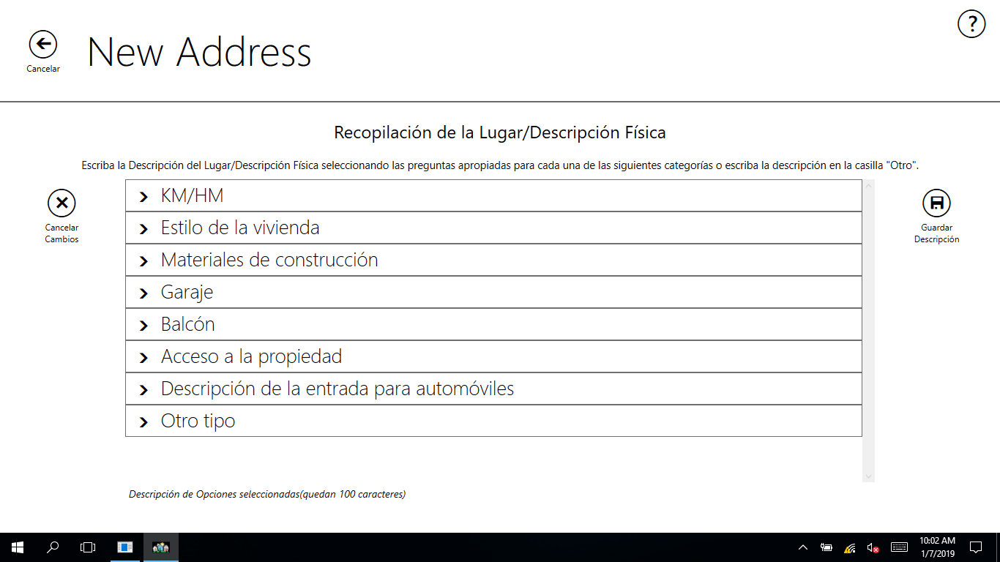 ?
Cancelar
New Address
Recopilación de la Lugar/Descripción Física
Escriba la Descripción del Lugar/Descripción Física seleccionando las preguntas apropiadas para cada una de las siguientes categorías o escriba la descripción en la casilla "Otro".
Cancelar
Cambios
KM/HM
Estilo de la vivienda
Materiales de construcción
Garaje
Balcón
Acceso a la propiedad
Descripción de la entrada para automóviles
Otro tipo
Guardar
Descripción
Descripción de Opciones seleccionadas(quedan 100 caracteres)
10:02 AM
1/7/2019